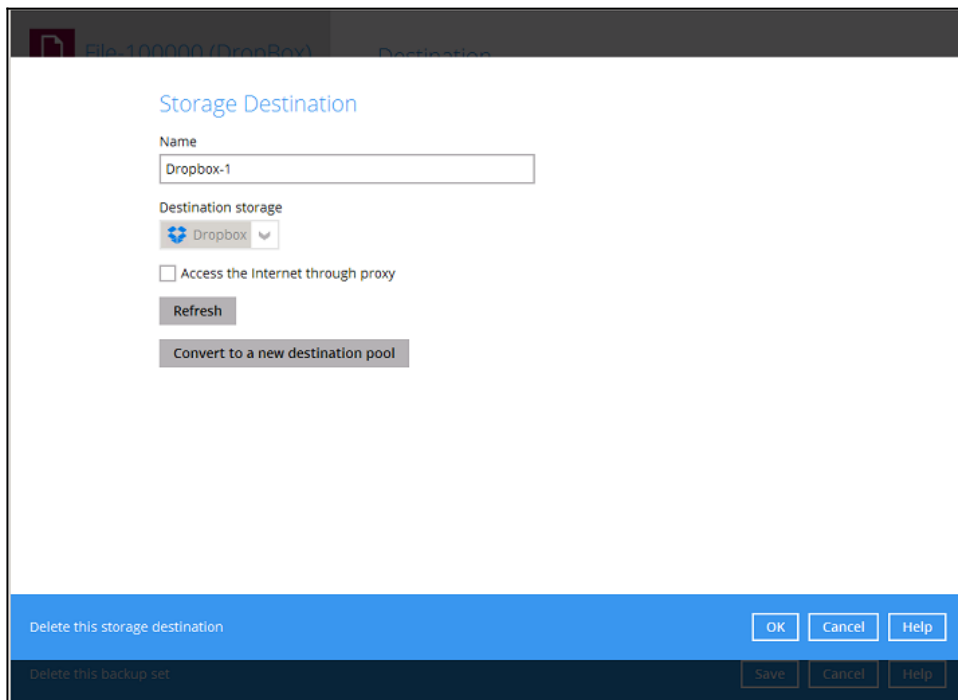 File-100000 (DropBox)
Destination
Storage Destination
Name
Dropbox-1
Destination storage
Dropbox
Access the Internet through proxy
Refresh
Convert to a new destination pool
Delete this storage destination
OK
Cancel
Help
Delete this backup set
Save
Cancel
Help